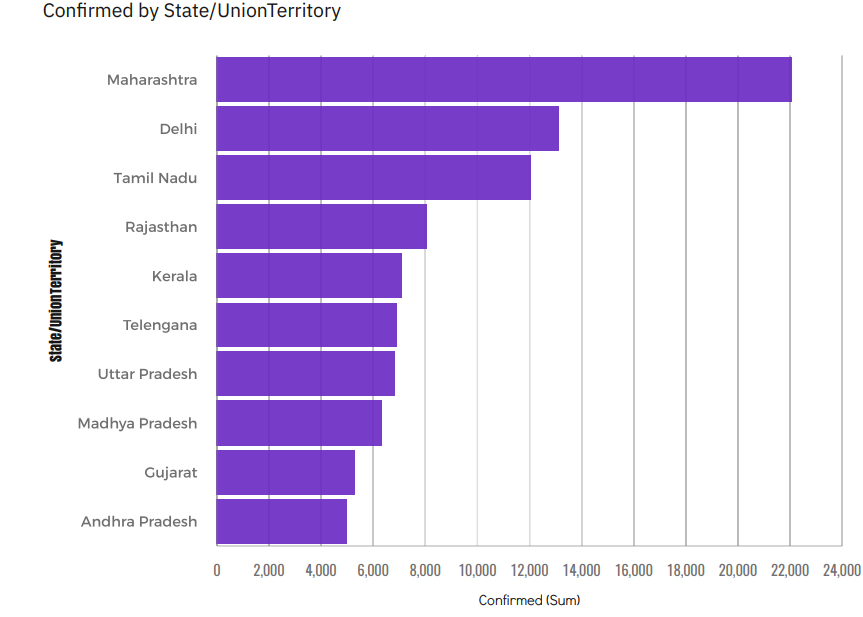 Confirmed by State/UnionTerritory
State/UnionTerritory
Maharashtra
Delhi
Tamil Nadu
Rajasthan
Kerala
Telengana
Uttar Pradesh
Madhya Pradesh
Gujarat
Andhra Pradesh
0 2,000 4,000 6,000 8,000 10,000 12,000 14,000 16,000 18,000 20,000 22,000 24,000
Confirmed (Sum)